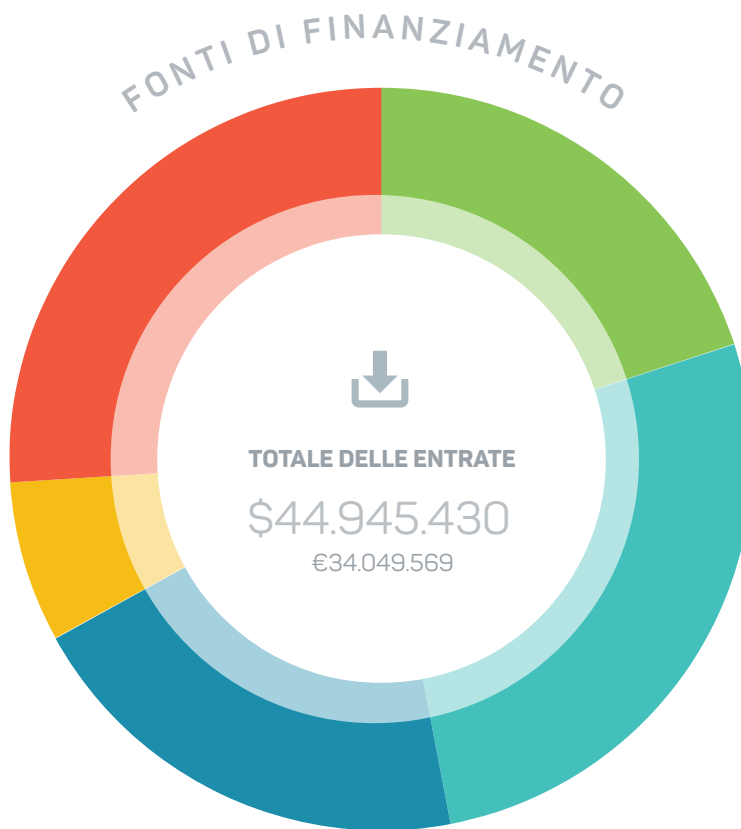 FONTI DI FINANZIAMENTO
TOTALE DELLE ENTRATE
$44.945.430
€34.049.569